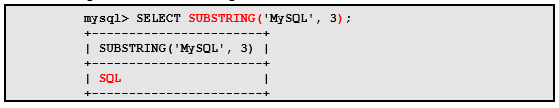 mysql> SELECT SUBSTRING('MySQL', 3);
+-----------------------+
| SUBSTRING('MySQL', 3) |
+-----------------------+
| SQL                   |
+-----------------------+